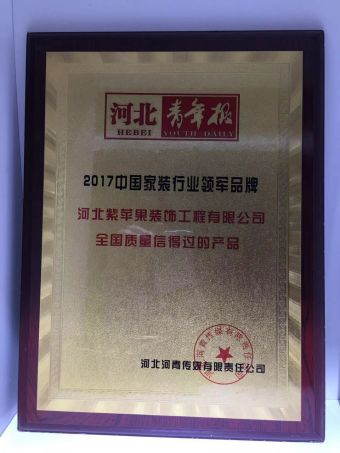 河北青年报
HEBEI YOUTH DAILY
2017中国家装行业领军品牌
河北紫苹果装饰工程有限公司
全国质量信得过的产品
河北河青传媒有限责任公司